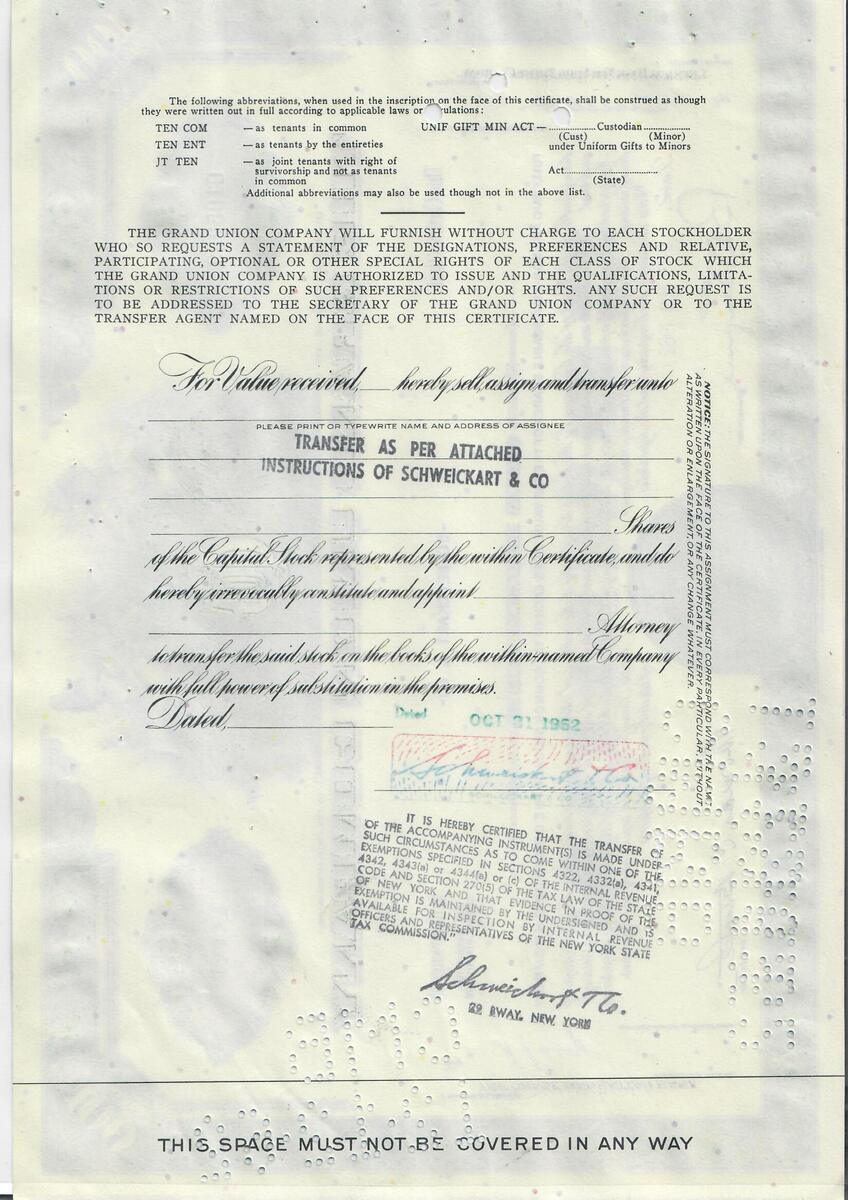 The following abbreviations, when used in the inscription on the face of this certificate, shall be construed as though
they were written out in full according to applicable laws or ulations:
TEN COM — as tenants in common
TEN ENT — as tenants by the entireties
JT TEN — as joint tenants with right of
survivorship and not as tenants
in common
UNIF GIFT MIN ACT — ............... Custodian ...............
(Cust) (Minor)
under Uniform Gifts to Minors
Act..............................
(State)
Additional abbreviations may also be used though not in the above list.
THE GRAND UNION COMPANY WILL FURNISH WITHOUT CHARGE TO EACH STOCKHOLDER
WHO SO REQUESTS A STATEMENT OF THE DESIGNATIONS, PREFERENCES AND RELATIVE,
PARTICIPATING, OPTIONAL OR OTHER SPECIAL RIGHTS OF EACH CLASS OF STOCK WHICH
THE GRAND UNION COMPANY IS AUTHORIZED TO ISSUE AND THE QUALIFICATIONS, LIMITA-
TIONS OR RESTRICTIONS OF SUCH PREFERENCES AND/OR RIGHTS. ANY SUCH REQUEST IS
TO BE ADDRESSED TO THE SECRETARY OF THE GRAND UNION COMPANY OR TO THE
TRANSFER AGENT NAMED ON THE FACE OF THIS CERTIFICATE.
For Value received, ____ hereby sell, assign and transfer unto
PLEASE PRINT OR TYPEWRITE NAME AND ADDRESS OF ASSIGNEE
TRANSFER AS PER ATTACHED
INSTRUCTIONS OF SCHWEICKART & CO
Shares
of the Capital Stock represented by the within Certificate, and do
hereby irrevocably constitute and appoint
Attorney
to transfer the said stock on the books of the within-named Company
with full power of substitution in the premises.
Dated,
Dated OCT 31 1962
Schweickart & Co.
IT IS HEREBY CERTIFIED THAT THE TRANSFER OF
OF THE ACCOMPANYING INSTRUMENT(S) IS MADE UNDER
SUCH CIRCUMSTANCES AS TO COME WITHIN ONE OF THE
EXEMPTIONS SPECIFIED IN SECTIONS 4322, 4332(a), 4341,
4342, 4343(a) or 4344(a) or (c) OF THE INTERNAL REVENUE
CODE AND SECTION 270(5) OF THE TAX LAW OF THE STATE
OF NEW YORK AND THAT EVIDENCE IN PROOF OF THE
EXEMPTION IS MAINTAINED BY THE UNDERSIGNED AND IS
AVAILABLE FOR INSPECTION BY INTERNAL REVENUE
OFFICERS AND REPRESENTATIVES OF THE NEW YORK STATE
TAX COMMISSION."
Schweickart & Co.
29 BWAY, NEW YORK
NOTICE: THE SIGNATURE TO THIS ASSIGNMENT MUST CORRESPOND WITH THE NAME
AS WRITTEN UPON THE FACE OF THE CERTIFICATE, IN EVERY PARTICULAR, WITHOUT
ALTERATION OR ENLARGEMENT, OR ANY CHANGE WHATEVER.
THIS SPACE MUST NOT BE COVERED IN ANY WAY